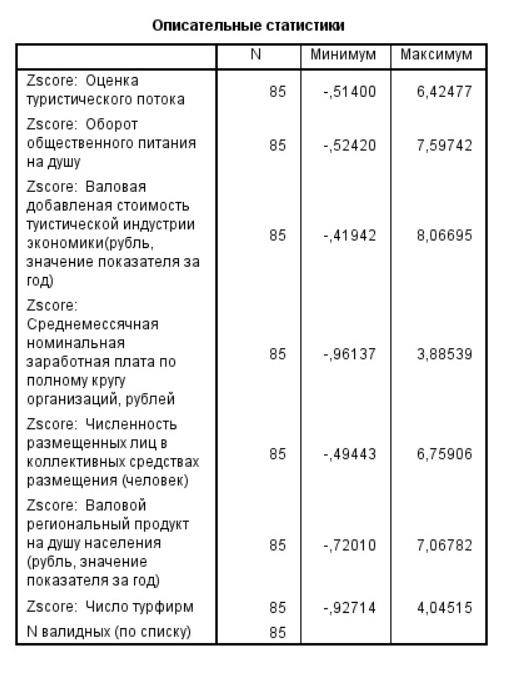 Описательные статистики
N Минимум Максимум
Zscore: Оценка
туристического потока 85 -,51400 6,42477
Zscore: Оборот
общественного питания
на душу 85 -,52420 7,59742
Zscore: Валовая
добавленая стоимость
туистической индустрии
экономики(рубль,
значение показателя за
год) 85 -,41942 8,06695
Zscore:
Среднемессячная
номинальная
заработная плата по
полному кругу
организаций, рублей 85 -,96137 3,88539
Zscore: Численность
размещенных лиц в
коллективных средствах
размещения (человек) 85 -,49443 6,75906
Zscore: Валовой
региональный продукт
на душу населения
(рубль, значение
показателя за год) 85 -,72010 7,06782
Zscore: Число турфирм 85 -,92714 4,04515
N валидных (по списку) 85